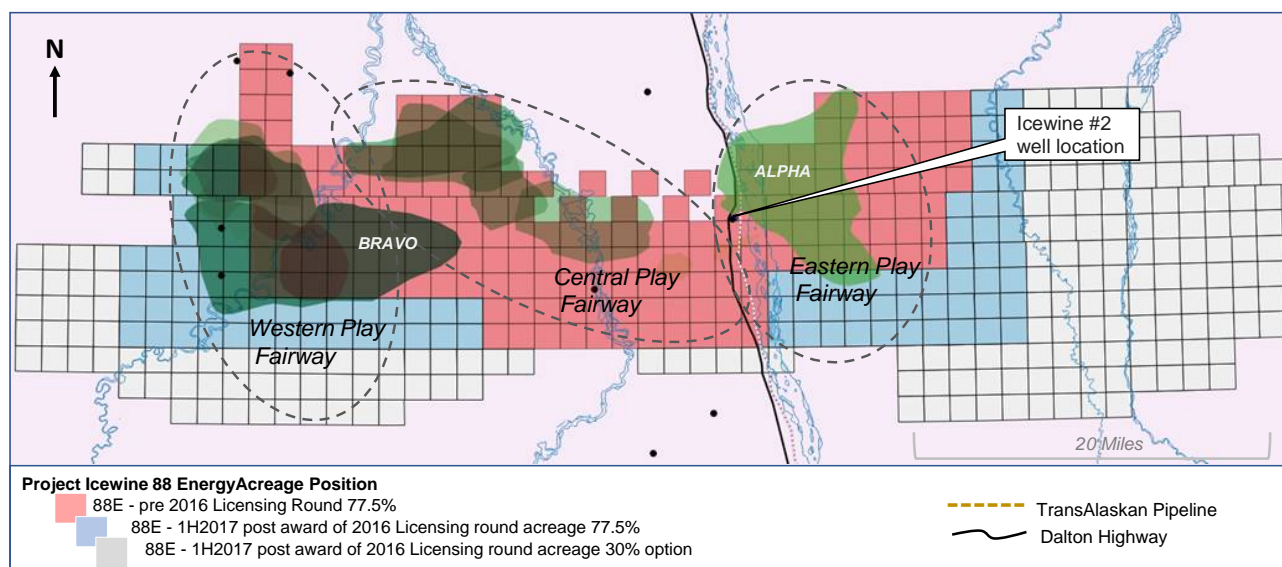 N
Icewine #2
well location
ALPHA
BRAVO
Central Play
Fairway
Eastern Play
Fairway
Western Play
Fairway
20 Miles
Project Icewine 88 EnergyAcreage Position
88E - pre 2016 Licensing Round 77.5%
88E - 1H2017 post award of 2016 Licensing round acreage 77.5%
88E - 1H2017 post award of 2016 Licensing round acreage 30% option
TransAlaskan Pipeline
Dalton Highway